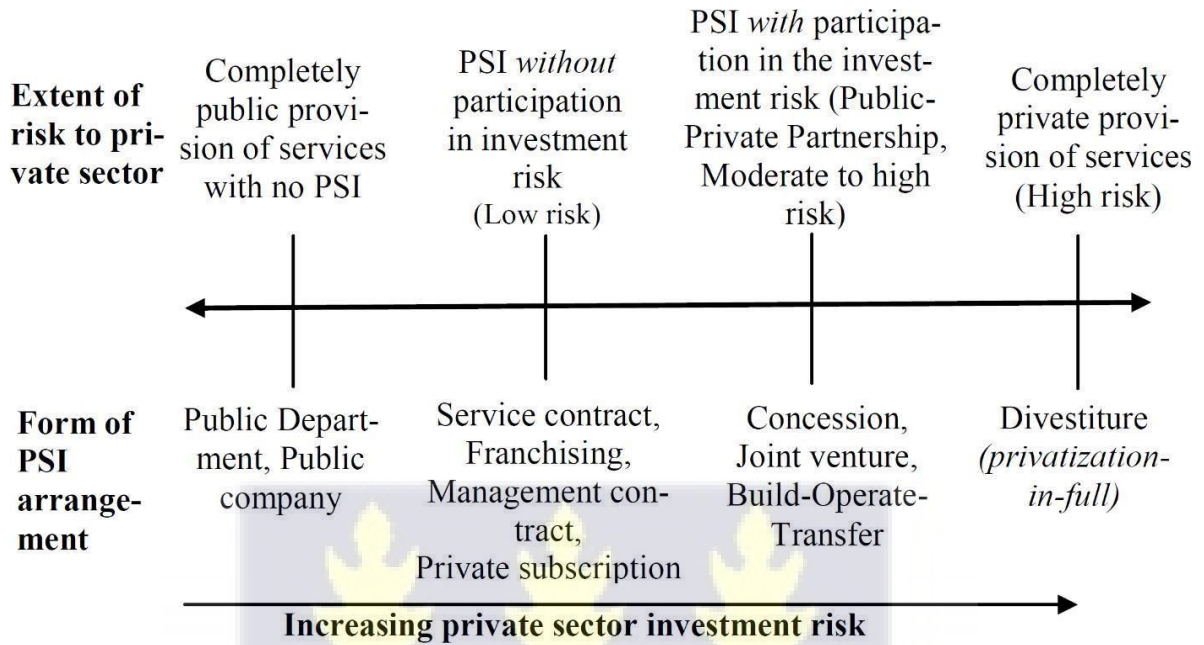 Extent of
risk to pri-
vate sector
Completely
public provi-
sion of services
with no PSI
PSI without
participation
in investment
risk
(Low risk)
PSI with participa-
tion in the invest-
ment risk (Public-
Private Partnership,
Moderate to high
risk)
Completely
private provi-
sion of services
(High risk)
Form of
PSI
arrange-
ment
Public Depart-
ment, Public
company
Service contract,
Franchising,
Management con-
tract,
Private subscription
Concession,
Joint venture,
Build-Operate-
Transfer
Divestiture
(privatization-
in-full)
Increasing private sector investment risk